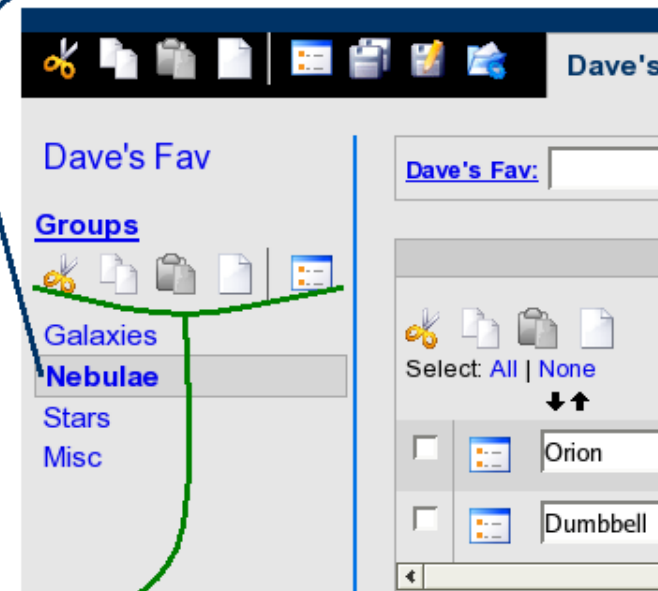 Dave's
Dave's Fav
Dave's Fav:
Groups
Galaxies
Nebulae
Stars
Misc
Select: All | None
Orion
Dumbbell